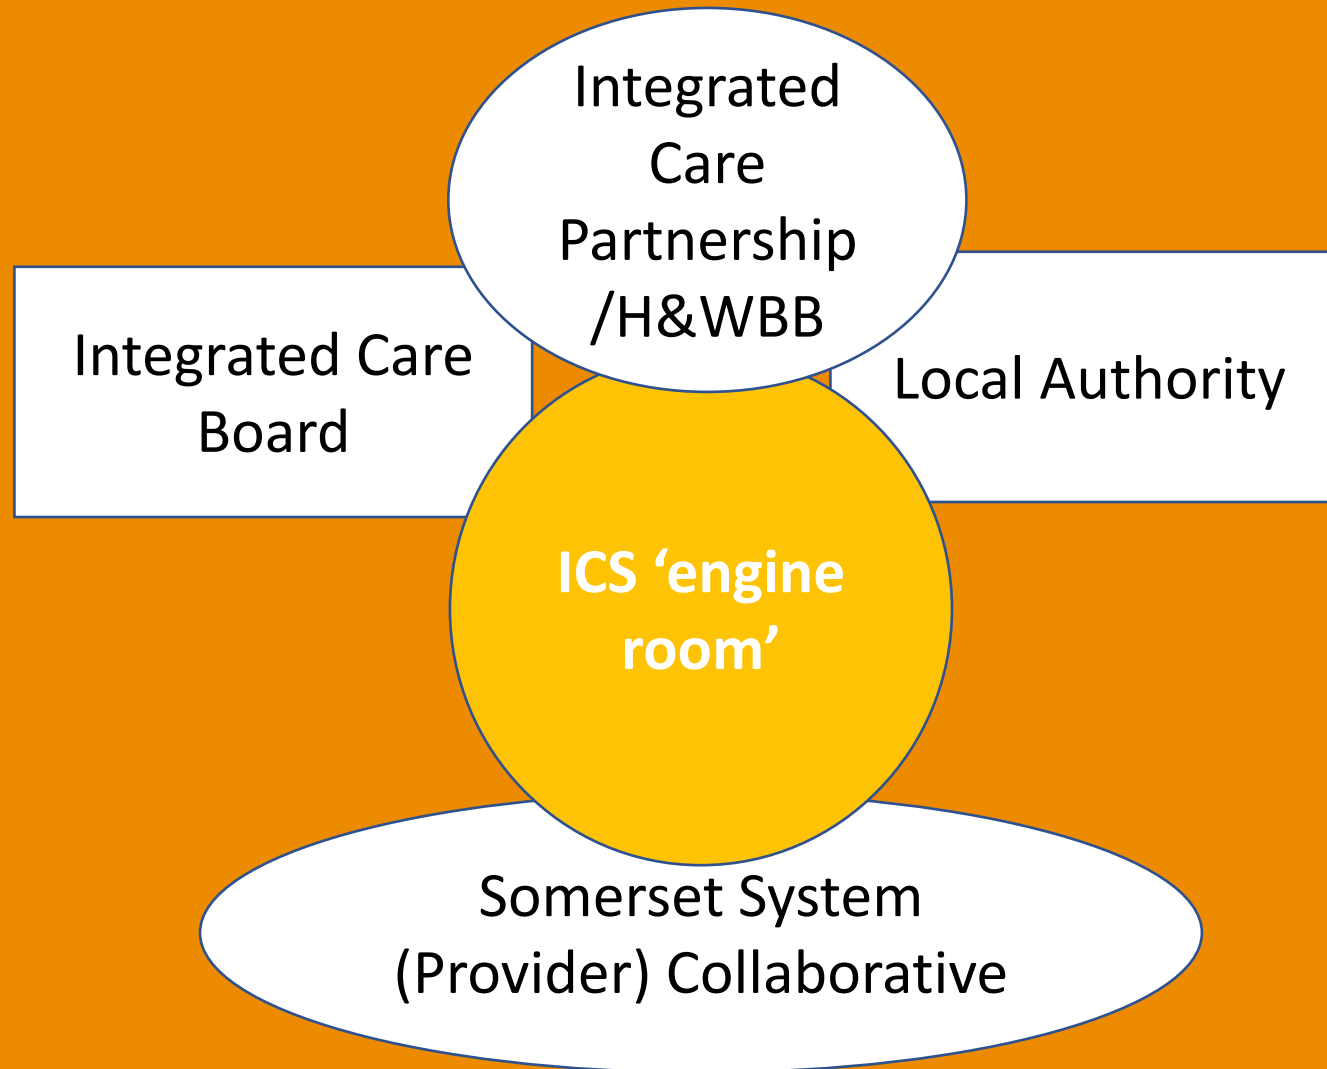 Integrated
Care
Partnership
/H&WBB
Integrated Care
Board
Local Authority
ICS ‘engine
room’
Somerset System
(Provider) Collaborative